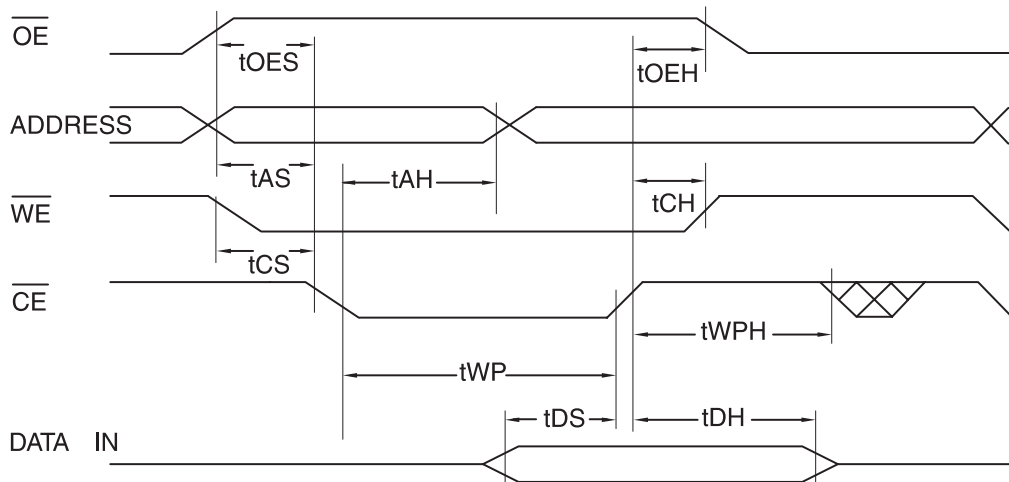 OE
tOES
tOEH
ADDRESS
tAS
tAH
tCH
WE
tCS
CE
tWPH
tWP
tDS
tDH
DATA IN